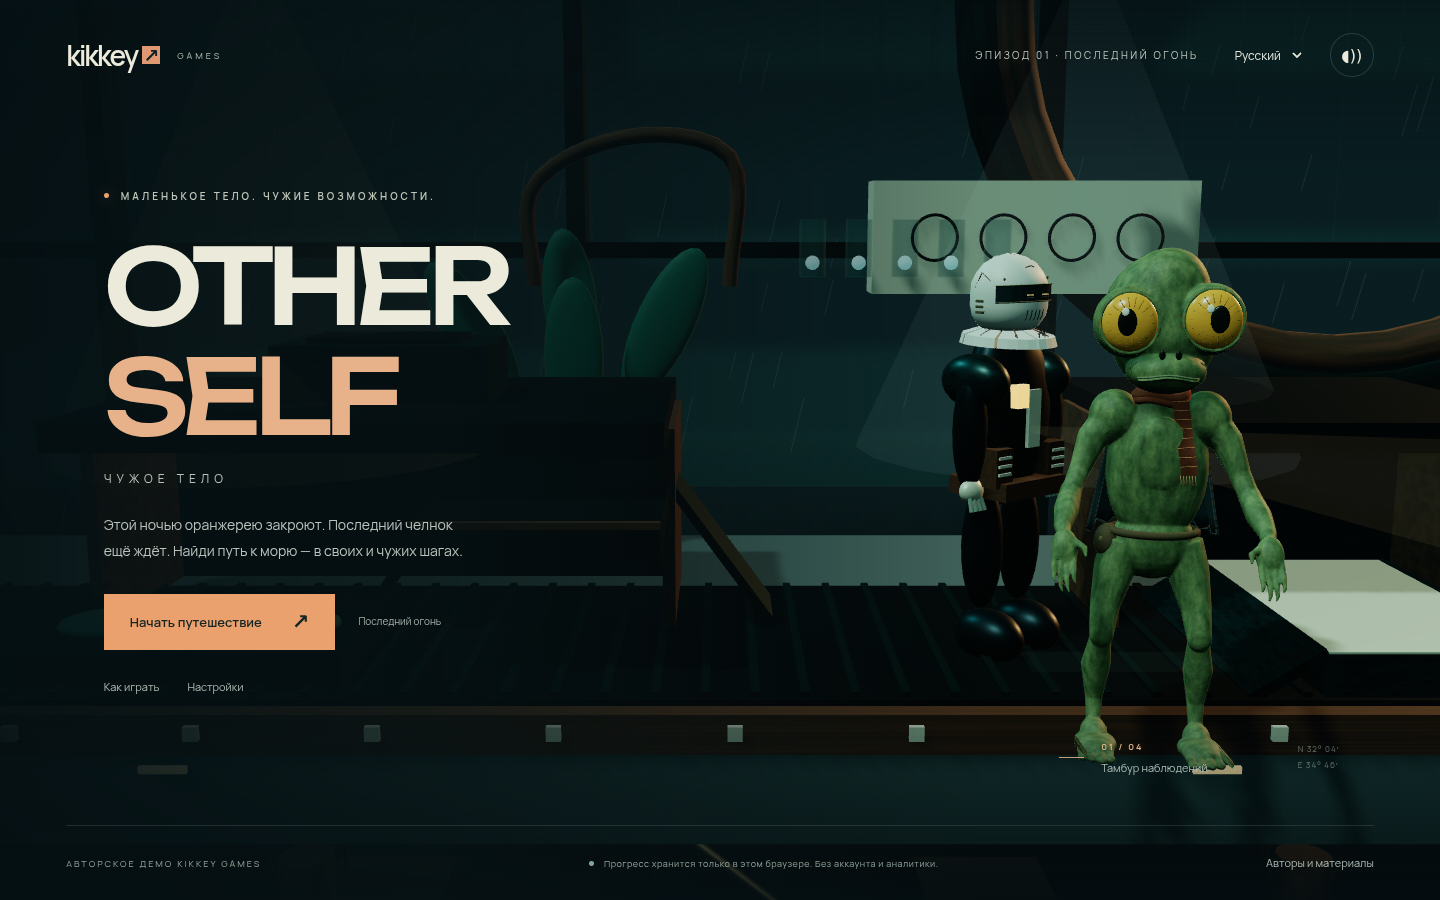 kikkey GAMES
ЭПИЗОД 01 · ПОСЛЕДНИЙ ОГОНЬ
Русский
МАЛЕНЬКОЕ ТЕЛО. ЧУЖИЕ ВОЗМОЖНОСТИ.
OTHER
SELF
ЧУЖОЕ ТЕЛО
Этой ночью оранжерею закроют. Последний челнок
ещё ждёт. Найди путь к морю — в своих и чужих шагах.
Начать путешествие
Последний огонь
Как играть
Настройки
01 / 04
Тамбур наблюдений
N 32° 04′
E 34° 46′
АВТОРСКОЕ ДЕМО KIKKEY GAMES
Прогресс хранится только в этом браузере. Без аккаунта и аналитики.
Авторы и материалы